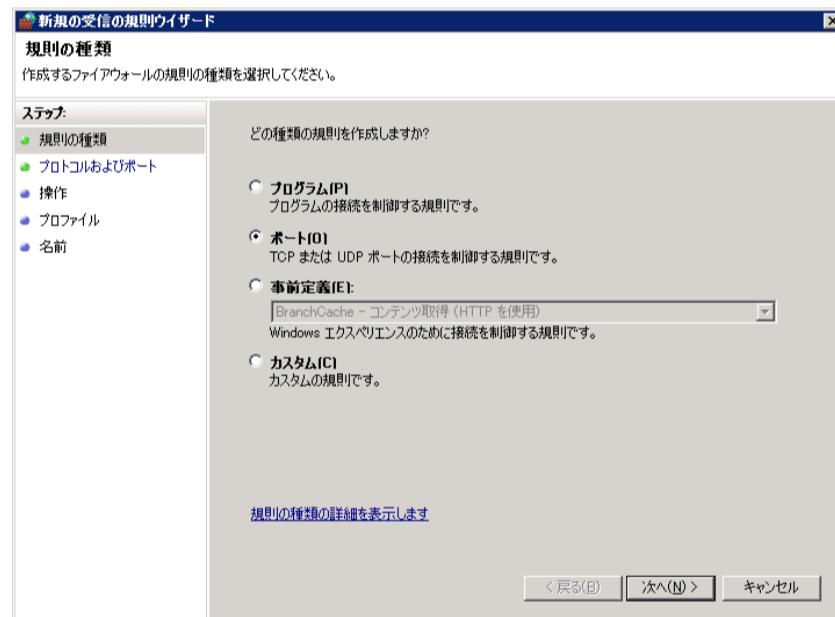 新規の受信の規則ウィザード
規則の種類
作成するファイアウォールの規則の種類を選択してください。
ステップ:
規則の種類
プロトコルおよびポート
操作
プロファイル
名前
どの種類の規則を作成しますか?
プログラム(P)
プログラムの接続を制御する規則です。
ポート(O)
TCP または UDP ポートの接続を制御する規則です。
事前定義(E):
BranchCache - コンテンツ取得 (HTTP を使用)
Windows エクスペリエンスのために接続を制御する規則です。
カスタム(C)
カスタムの規則です。
規則の種類の詳細を表示します
< 戻る(B)
次へ(N) >
キャンセル